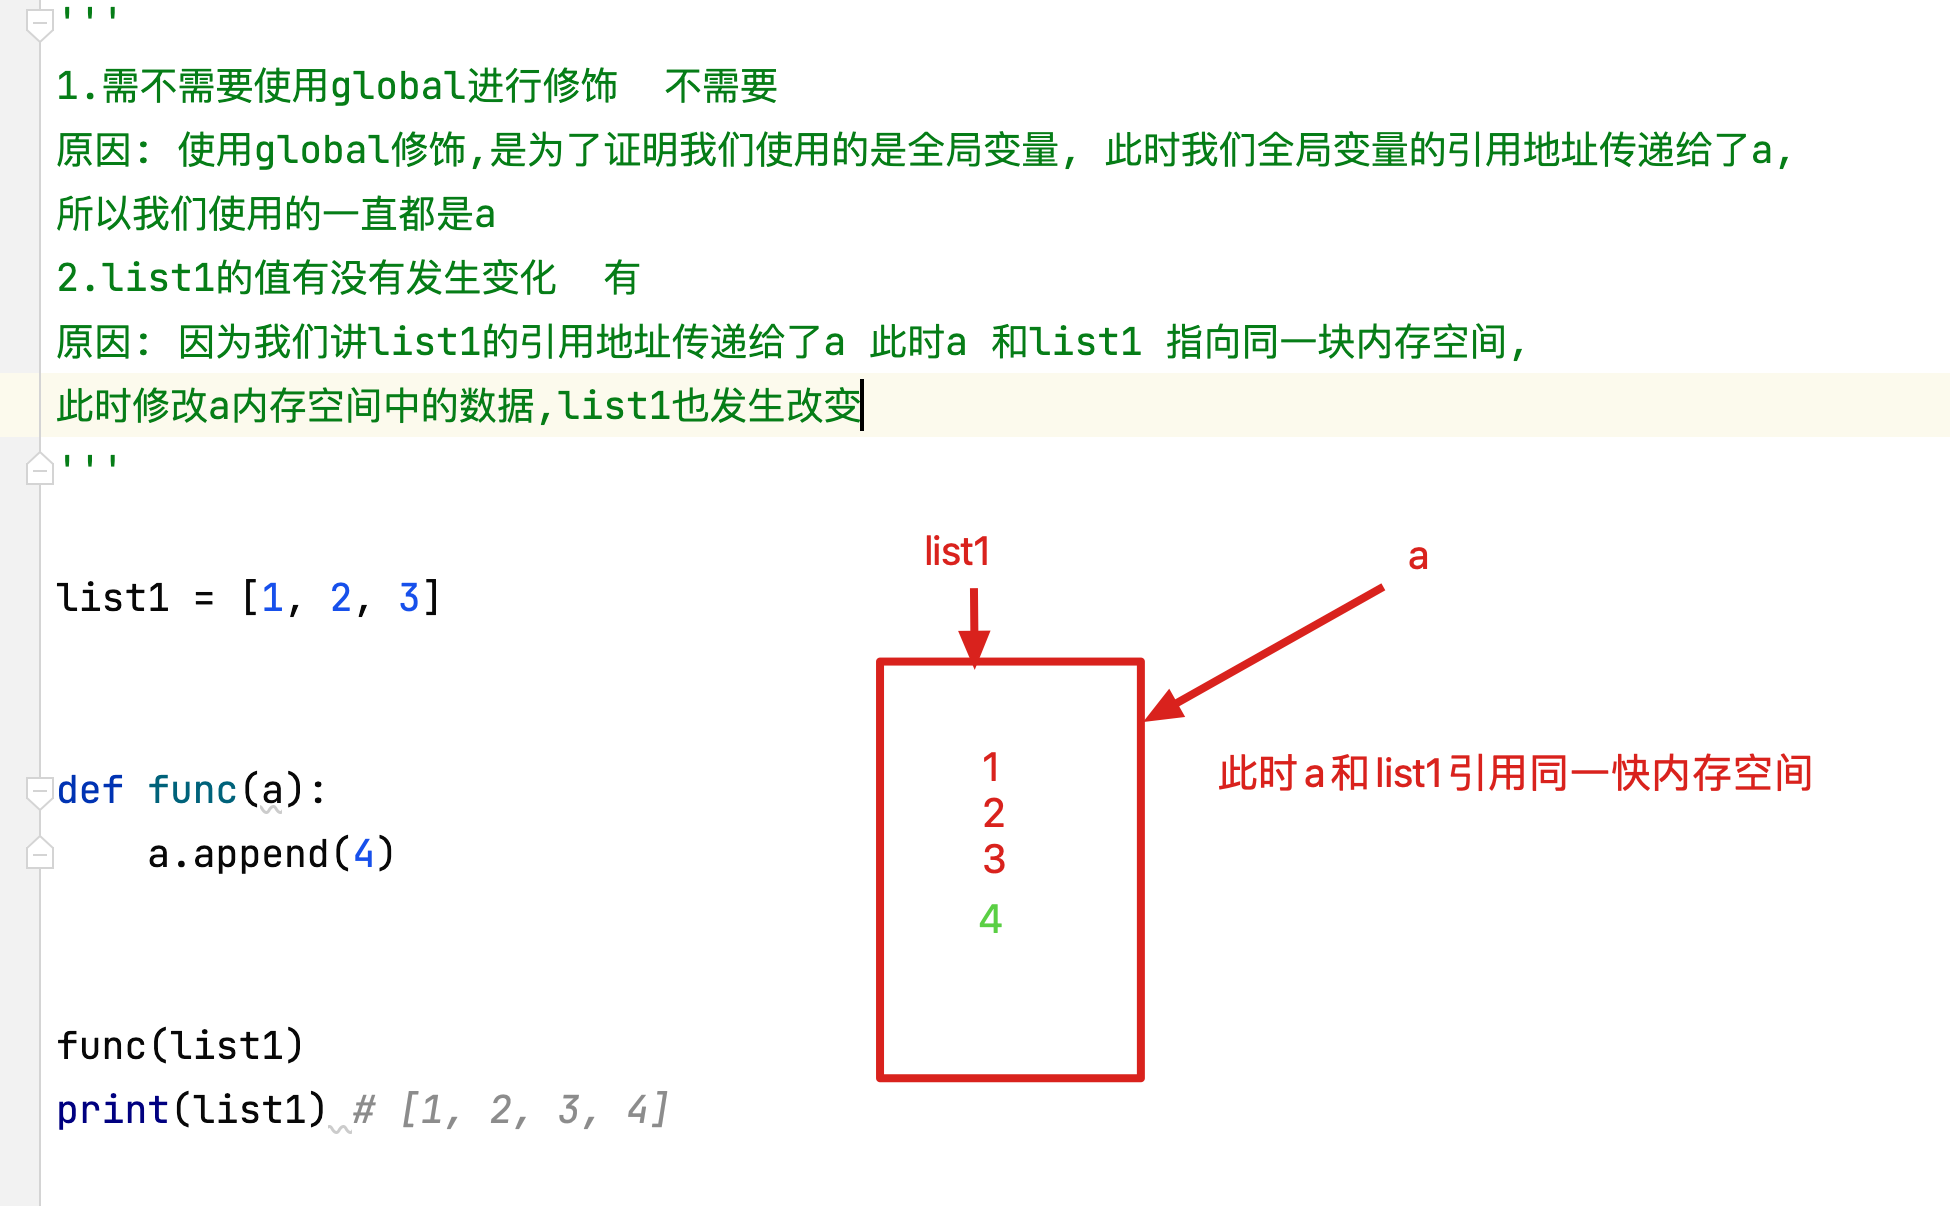 '''
1.需不需要使用global进行修饰  不需要
原因: 使用global修饰,是为了证明我们使用的是全局变量, 此时我们全局变量的引用地址传递给了a,
所以我们使用的一直都是a
2.list1的值有没有发生变化  有
原因: 因为我们讲list1的引用地址传递给了a 此时a 和list1 指向同一块内存空间,
此时修改a内存空间中的数据,list1也发生改变
'''
list1 = [1, 2, 3]
def func(a):
    a.append(4)
func(list1)
print(list1) # [1, 2, 3, 4]
list1
a
1
2
3
4
此时a和list1引用同一快内存空间